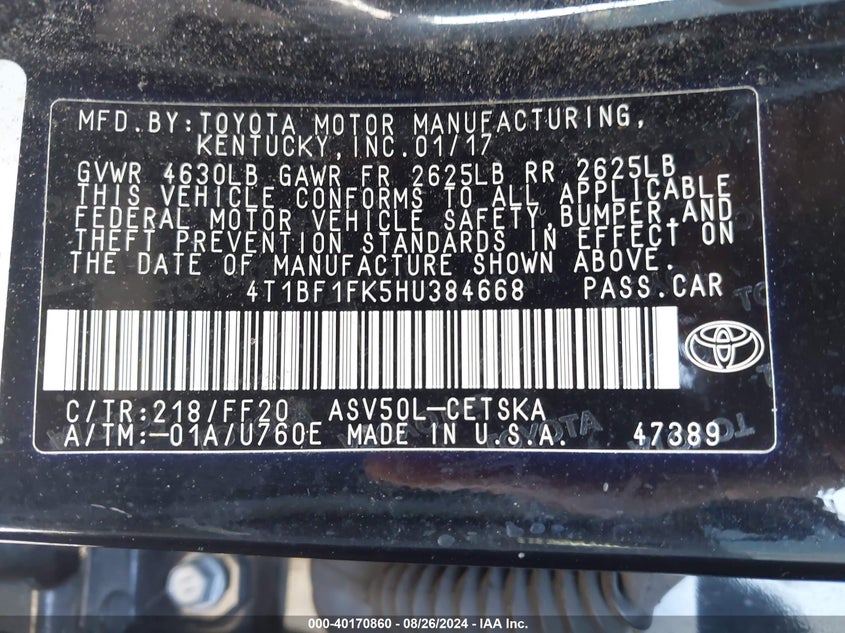 MFD.BY:TOYOTA MOTOR MANUFACTURING,
KENTUCKY,INC.01/17
GVWR 4630LB GAWR FR 2625LB RR 2625LB
THIS VEHICLE CONFORMS TO ALL APPLICABLE
FEDERAL MOTOR VEHICLE SAFETY,BUMPER,AND
THEFT PREVENTION STANDARDS IN EFFECT ON
THE DATE OF MANUFACTURE SHOWN ABOVE.
4T1BF1FK5HU384668 PASS.CAR
C/TR:218/FF20 ASV50L-CETSKA
A/TM:-01A/U760E MADE IN U.S.A. 47389
000-40170860 - 08/26/2024 - IAA Inc.